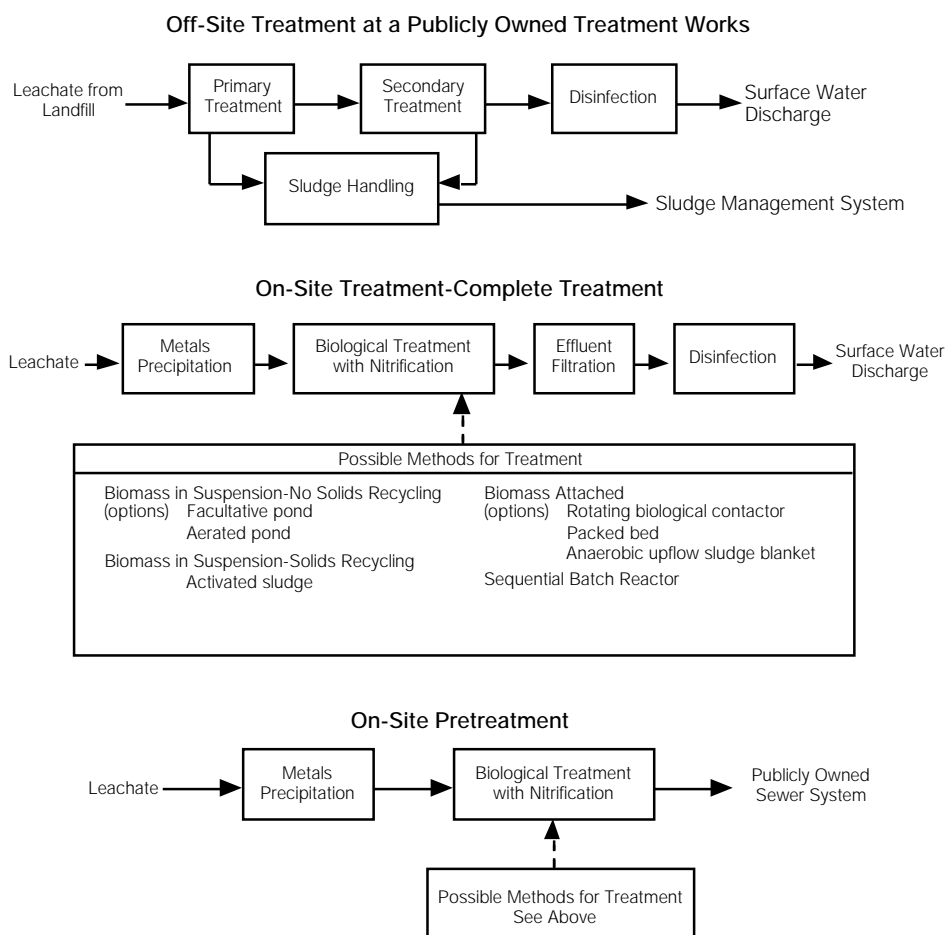 Off-Site Treatment at a Publicly Owned Treatment Works
Leachate from
Landfill
Primary
Treatment
Secondary
Treatment
Disinfection
Surface Water
Discharge
Sludge Handling
Sludge Management System
On-Site Treatment-Complete Treatment
Leachate
Metals
Precipitation
Biological Treatment
with Nitrification
Effluent
Filtration
Disinfection
Surface Water
Discharge
Possible Methods for Treatment
Biomass in Suspension-No Solids Recycling
(options) Facultative pond
Aerated pond
Biomass in Suspension-Solids Recycling
Activated sludge
Biomass Attached
(options) Rotating biological contactor
Packed bed
Anaerobic upflow sludge blanket
Sequential Batch Reactor
On-Site Pretreatment
Leachate
Metals
Precipitation
Biological Treatment
with Nitrification
Publicly Owned
Sewer System
Possible Methods for Treatment
See Above